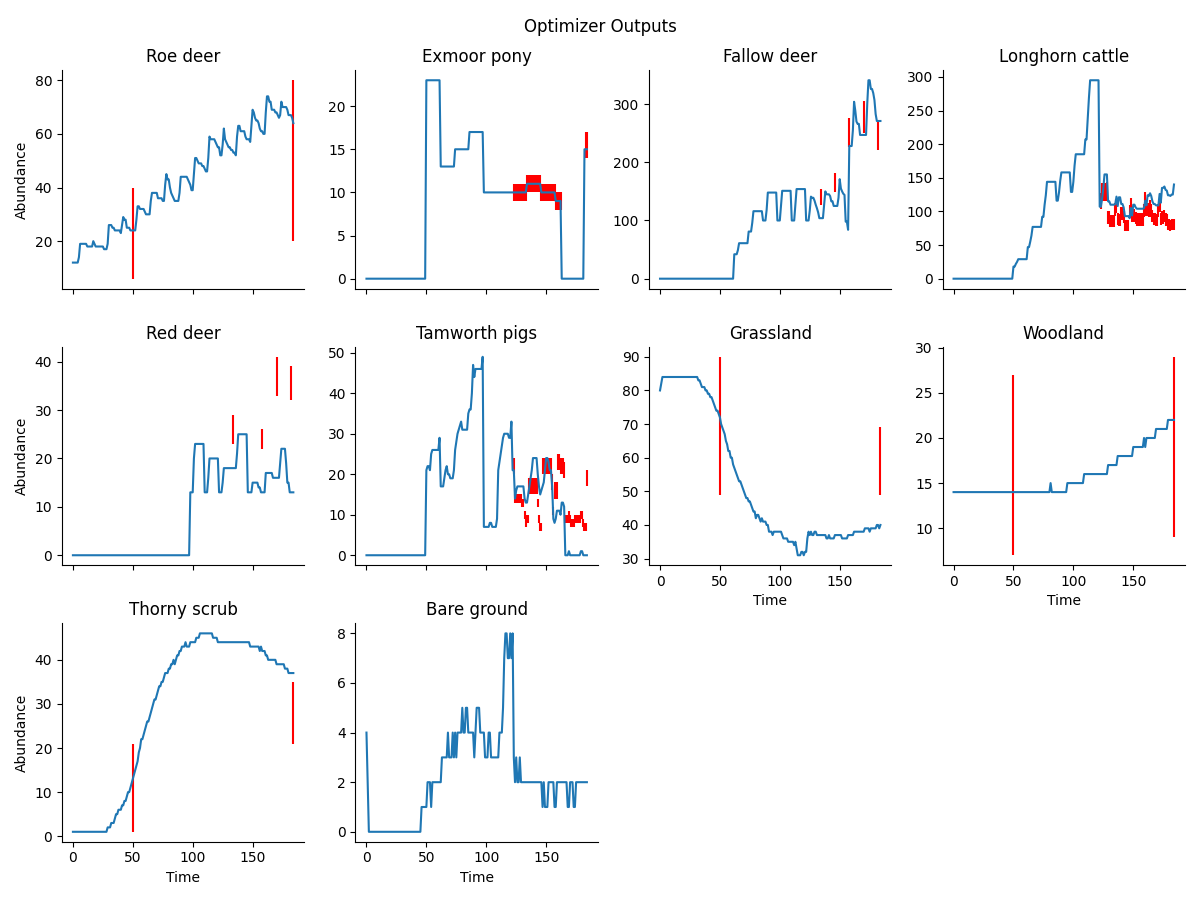 Optimizer Outputs
Roe deer
Exmoor pony
Fallow deer
Longhorn cattle
Abundance
80
60
40
20
20
15
10
5
0
300
200
100
0
300
250
200
150
100
50
0
Red deer
Tamworth pigs
Grassland
Woodland
Abundance
40
30
20
10
0
50
40
30
20
10
0
90
80
70
60
50
40
30
0 50 100 150
Time
30
25
20
15
10
0 50 100 150
Time
Thorny scrub
Bare ground
Abundance
40
30
20
10
0
0 50 100 150
Time
8
6
4
2
0
0 50 100 150
Time